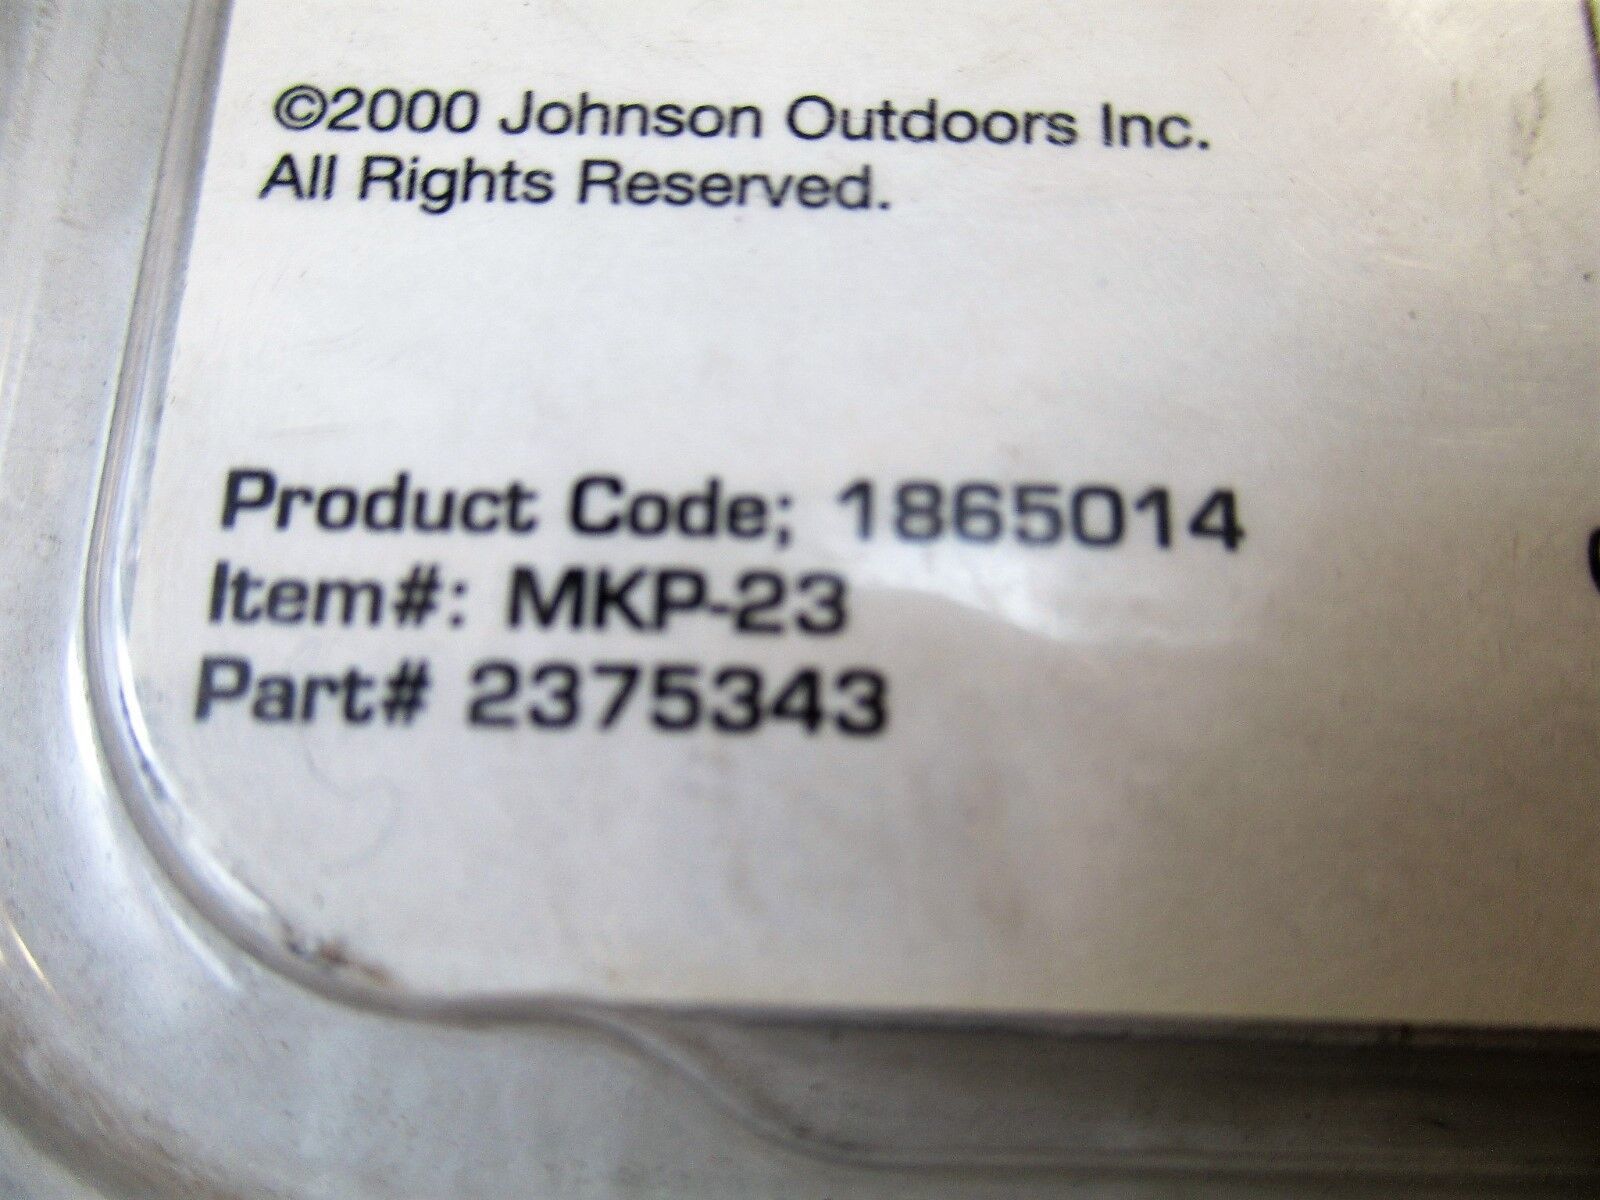 ©2000 Johnson Outdoors Inc.
All Rights Reserved.
Product Code; 1865014
Item#: MKP-23
Part# 2375343